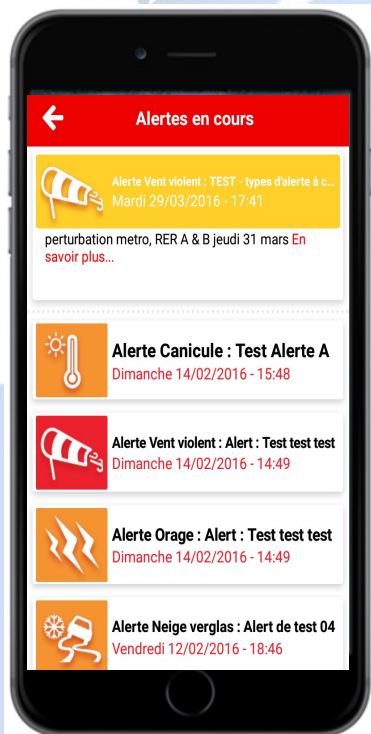 Alertes en cours
Alerte Vent violent : TEST - types d'alerte à c...
Mardi 29/03/2016 - 17:41
perturbation metro, RER A & B jeudi 31 mars En
savoir plus...
Alerte Canicule : Test Alerte A
Dimanche 14/02/2016 - 15:48
Alerte Vent violent : Alert : Test test test
Dimanche 14/02/2016 - 14:49
Alerte Orage : Alert : Test test test
Dimanche 14/02/2016 - 14:49
Alerte Neige verglas : Alert de test 04
Vendredi 12/02/2016 - 18:46